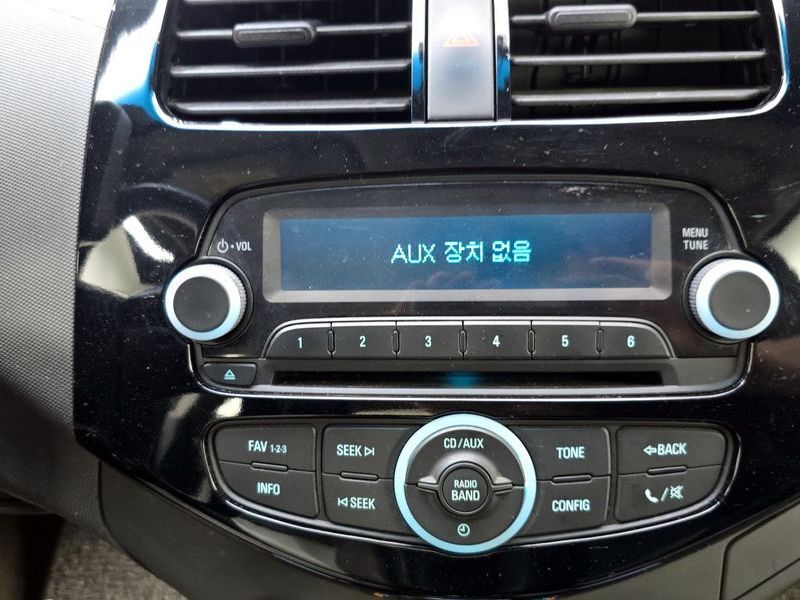 VOL
AUX 장치 없음
MENU
TUNE
1 2 3 4 5 6
FAV 1-2-3
SEEK
CD/AUX
TONE
BACK
INFO
SEEK
RADIO
BAND
CONFIG